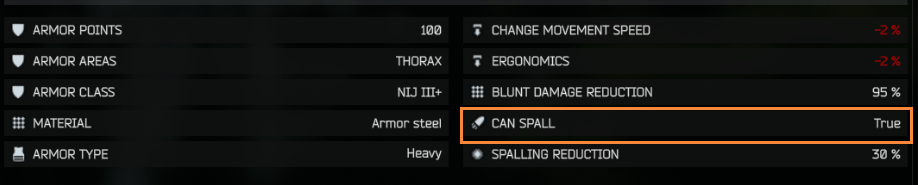 ARMOR POINTS 100
ARMOR AREAS THORAX
ARMOR CLASS NIJ III+
MATERIAL Armor steel
ARMOR TYPE Heavy
CHANGE MOVEMENT SPEED -2 %
ERGONOMICS -2 %
BLUNT DAMAGE REDUCTION 95 %
CAN SPALL True
SPALLING REDUCTION 30 %